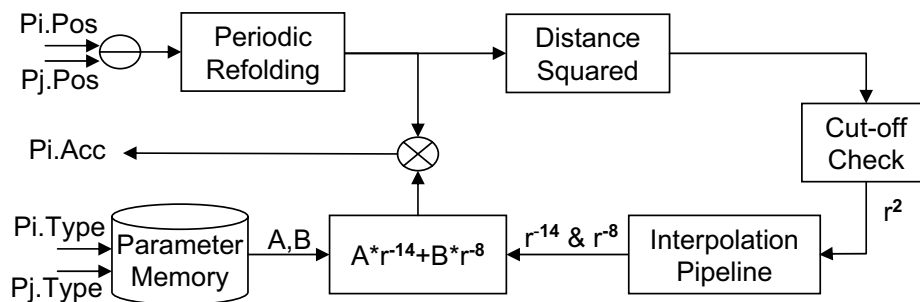 Pi.Pos
Pj.Pos
Periodic
Refolding
Distance
Squared
Cut-off
Check
Pi.Acc
r²
Pi.Type
Pj.Type
Parameter
Memory
A,B
A*r⁻¹⁴+B*r⁻⁸
r⁻¹⁴ & r⁻⁸
Interpolation
Pipeline